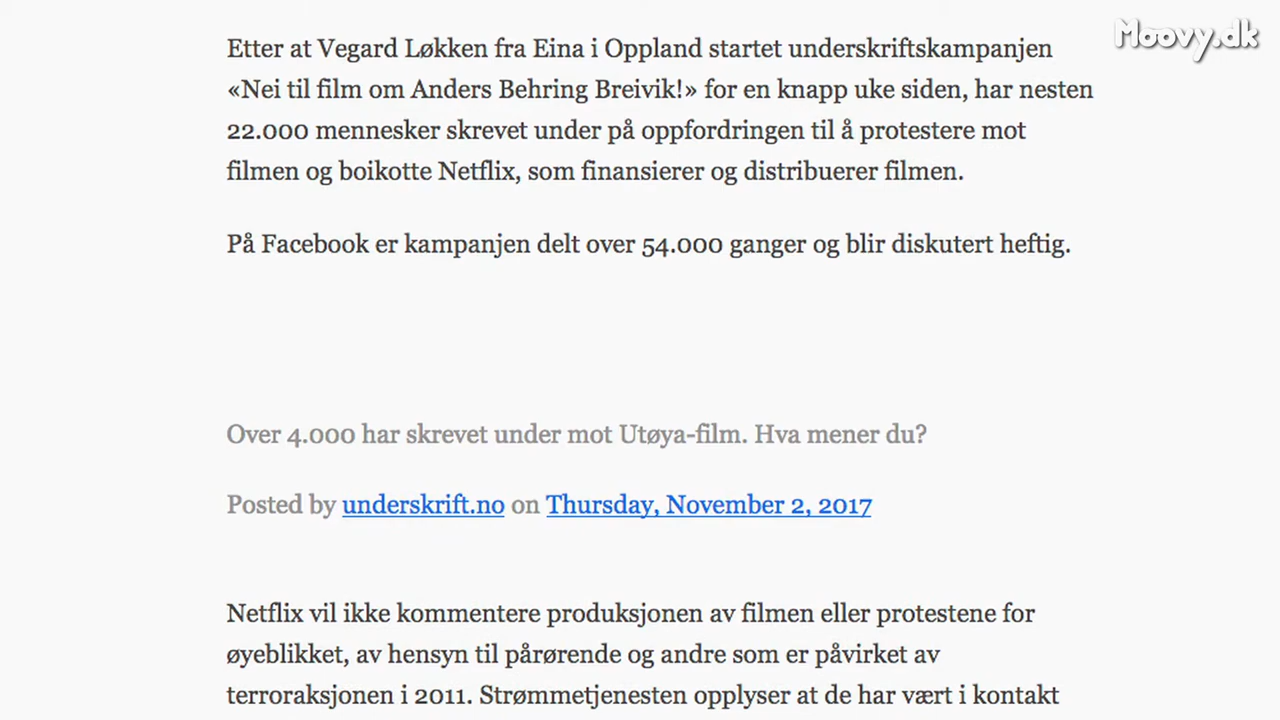 Moovy.dk
Etter at Vegard Løkken fra Eina i Oppland startet underskriftskampanjen
«Nei til film om Anders Behring Breivik!» for en knapp uke siden, har nesten
22.000 mennesker skrevet under på oppfordringen til å protestere mot
filmen og boikotte Netflix, som finansierer og distribuerer filmen.
På Facebook er kampanjen delt over 54.000 ganger og blir diskutert heftig.
Over 4.000 har skrevet under mot Utøya-film. Hva mener du?
Posted by underskrift.no on Thursday, November 2, 2017
Netflix vil ikke kommentere produksjonen av filmen eller protestene for
øyeblikket, av hensyn til pårørende og andre som er påvirket av
terroraksjonen i 2011. Strømmetjenesten opplyser at de har vært i kontakt